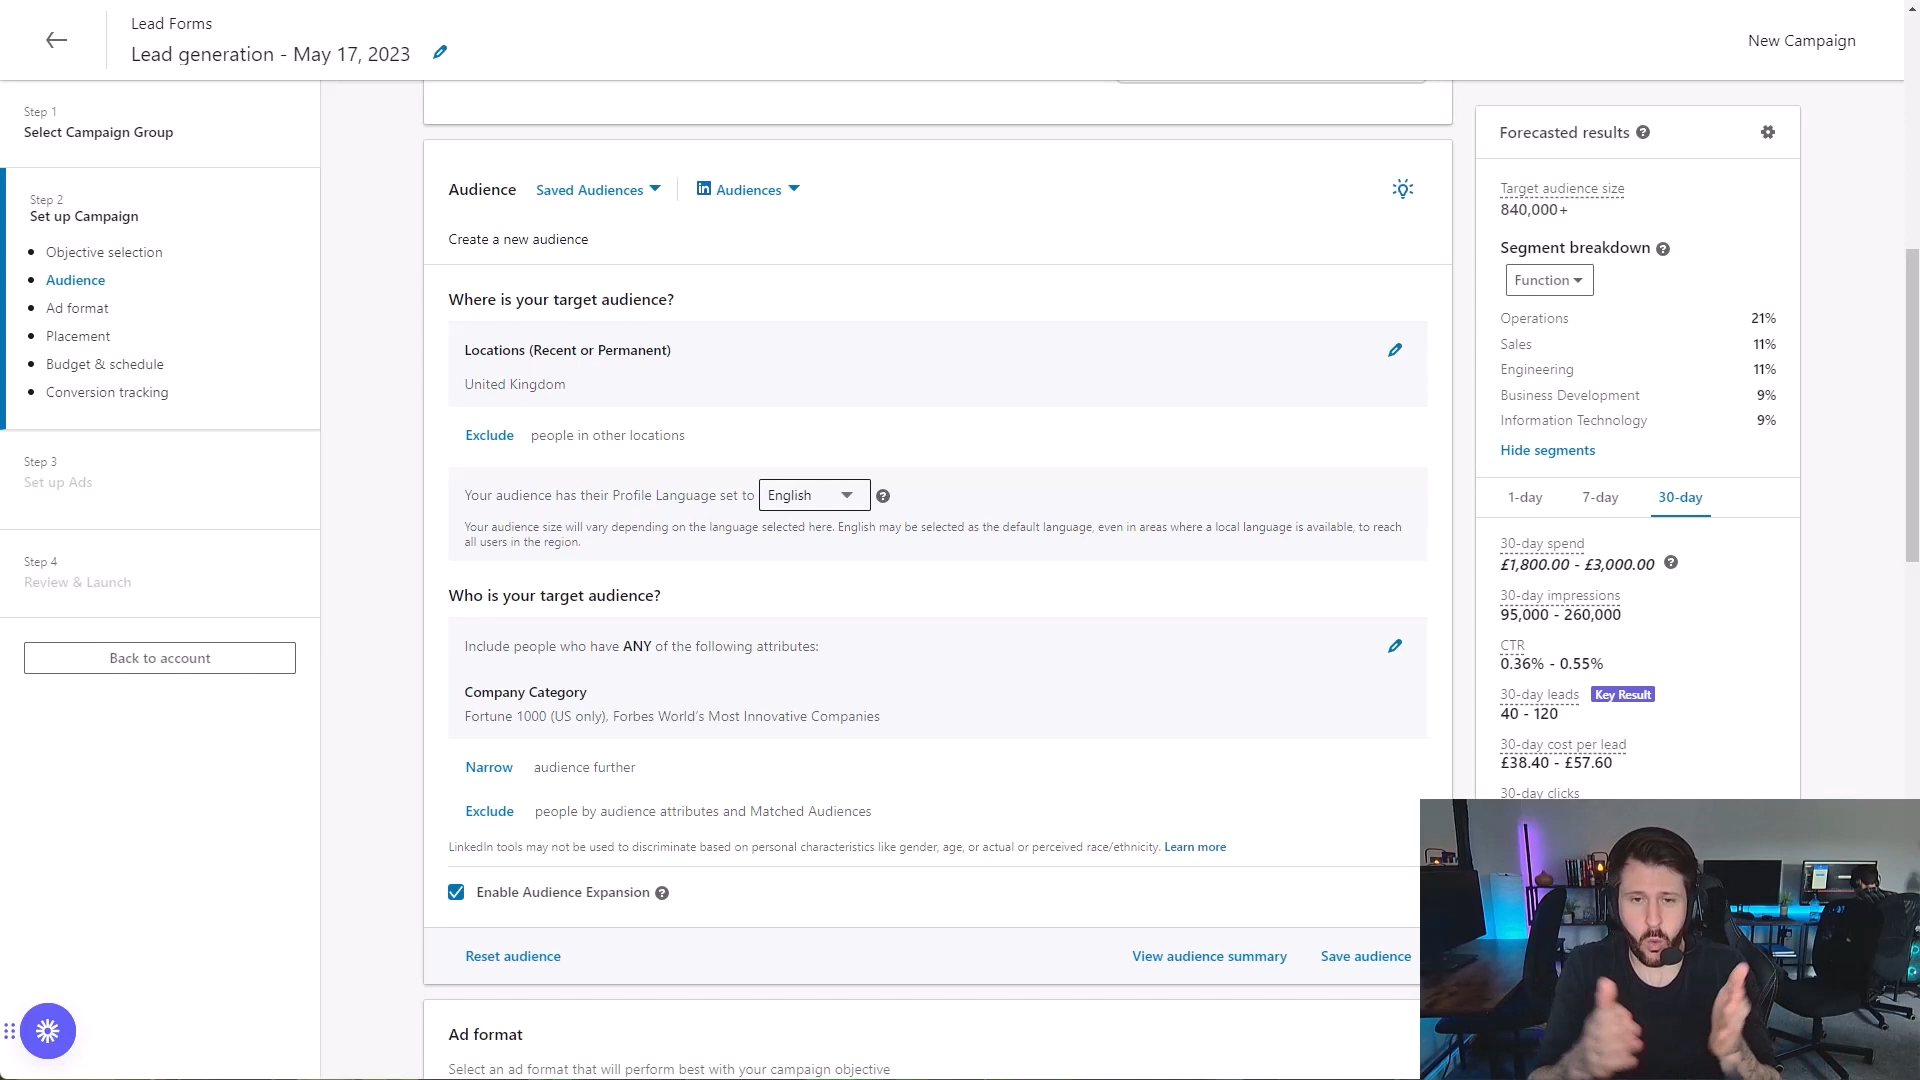 Lead Forms
Lead generation - May 17, 2023
New Campaign
Step 1
Select Campaign Group
Step 2
Set up Campaign
Objective selection
Audience
Ad format
Placement
Budget & schedule
Conversion tracking
Step 3
Set up Ads
Step 4
Review & Launch
Back to account
Audience Saved Audiences in Audiences
Create a new audience
Where is your target audience?
Locations (Recent or Permanent)
United Kingdom
Exclude people in other locations
Your audience has their Profile Language set to English
Your audience size will vary depending on the language selected here. English may be selected as the default language, even in areas where a local language is available, to reach
all users in the region.
Who is your target audience?
Include people who have ANY of the following attributes:
Company Category
Fortune 1000 (US only), Forbes World's Most Innovative Companies
Narrow audience further
Exclude people by audience attributes and Matched Audiences
LinkedIn tools may not be used to discriminate based on personal characteristics like gender, age, or actual or perceived race/ethnicity. Learn more
Enable Audience Expansion
Reset audience
View audience summary
Save audience
Ad format
Select an ad format that will perform best with your campaign objective
Forecasted results
Target audience size
840,000+
Segment breakdown
Function
Operations 21%
Sales 11%
Engineering 11%
Business Development 9%
Information Technology 9%
Hide segments
1-day 7-day 30-day
30-day spend
£1,800.00 - £3,000.00
30-day impressions
95,000 - 260,000
CTR
0.36% - 0.55%
30-day leads Key Result
40 - 120
30-day cost per lead
£38.40 - £57.60
30-day clicks